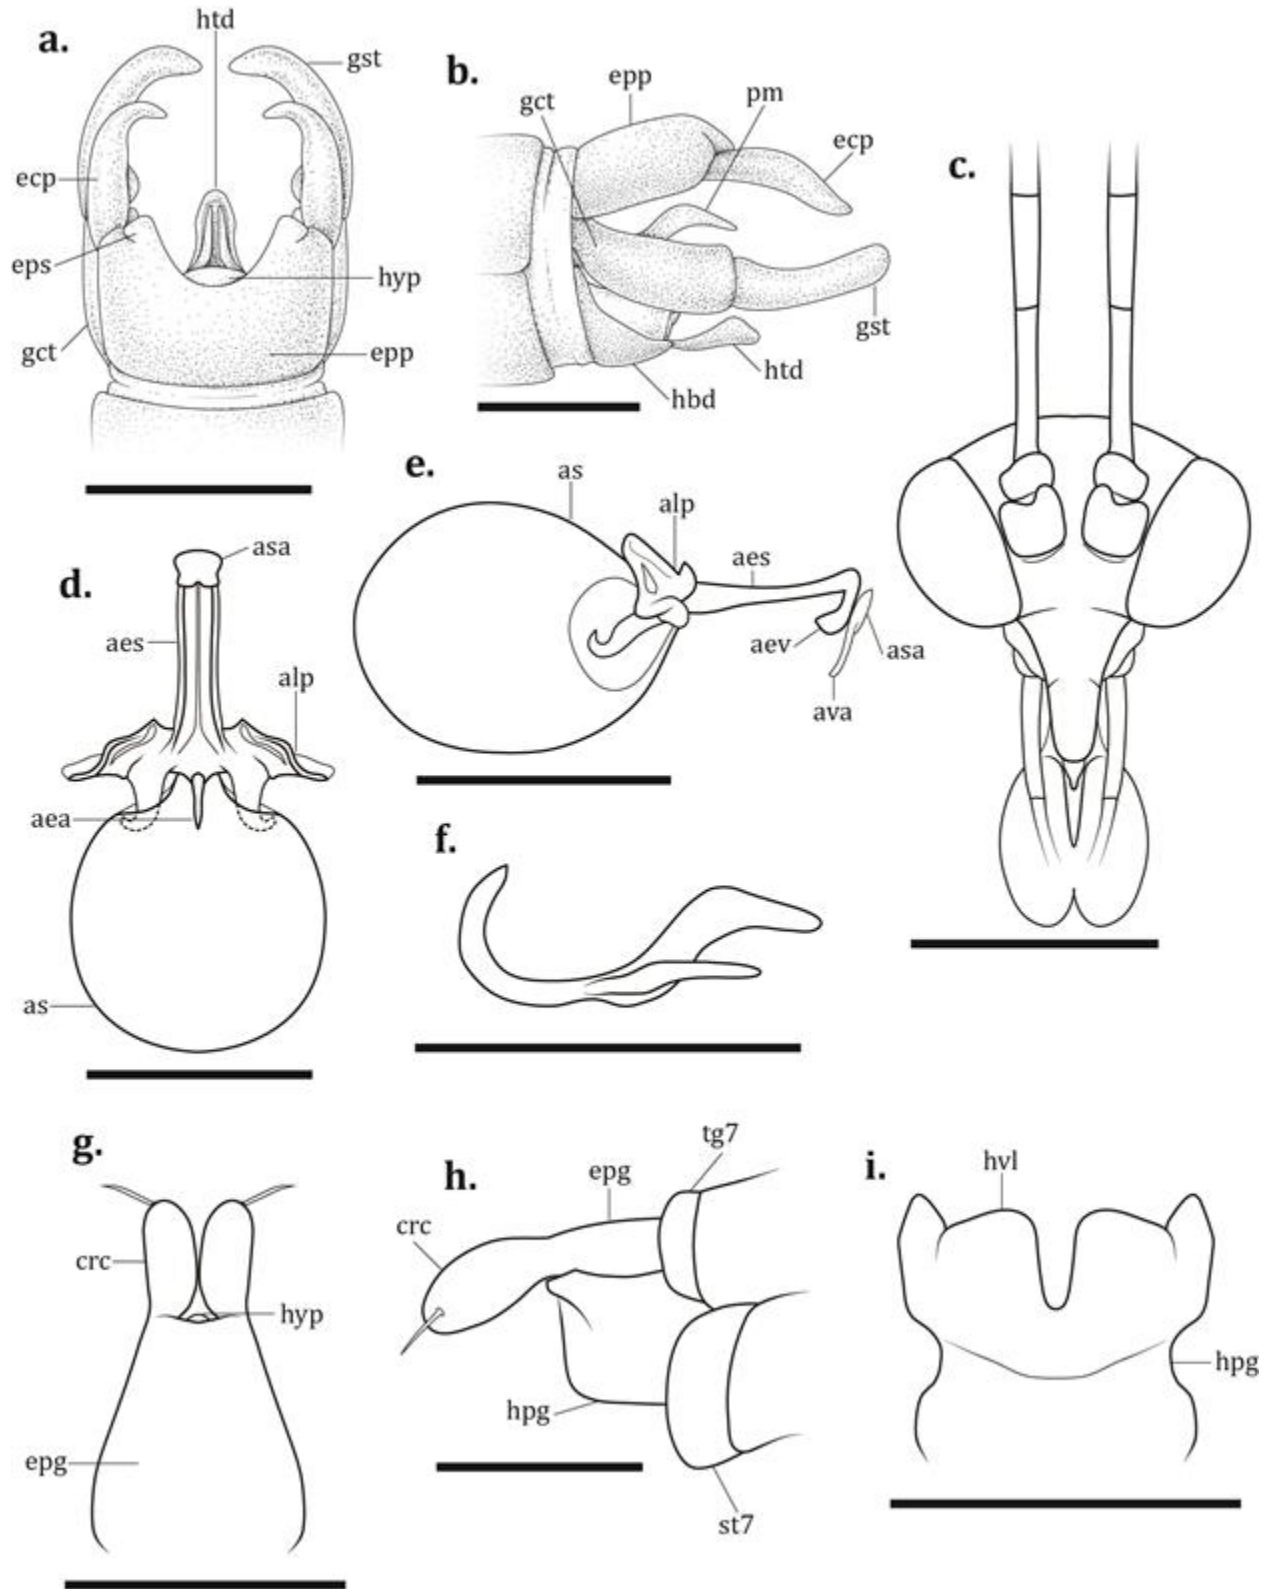 a.
htd
gst
ecp
eps
hyp
gct
epp
b.
epp
pm
gct
ecp
gst
htd
hbd
c.
d.
asa
aes
alp
aea
as
e.
as
alp
aes
aev
asa
ava
f.
g.
crc
hyp
epg
h.
tg7
epg
crc
hpg
st7
i.
hvl
hpg